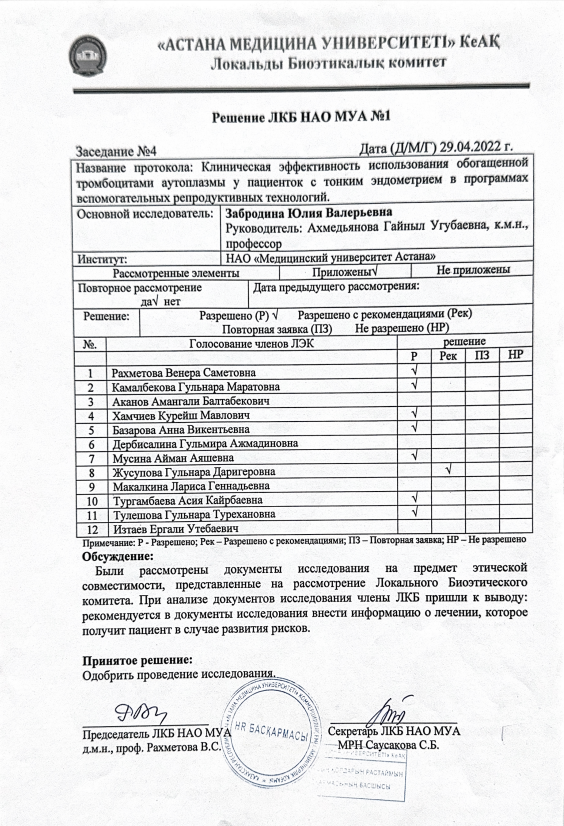 «АСТАНА МЕДИЦИНА УНИВЕРСИТЕТІ» КеАҚ
Локальды Биоэтикалық комитет
Решение ЛКБ НАО МУА №1
Заседание №4 Дата (Д/М/Г) 29.04.2022 г.
Название протокола: Клиническая эффективность использования обогащенной
тромбоцитами аутоплазмы у пациенток с тонким эндометрием в программах
вспомогательных репродуктивных технологий.
Основной исследователь: Забродина Юлия Валерьевна
Руководитель: Ахмедьянова Гайныл Угубаевна, к.м.н.,
профессор
Институт: НАО «Медицинский университет Астана»
Рассмотренные элементы Приложены√ Не приложены
Повторное рассмотрение Дата предыдущего рассмотрения:
да√ нет
Решение: Разрешено (Р) √ Разрешено с рекомендациями (Рек)
Повторная заявка (ПЗ) Не разрешено (НР)
№. Голосование членов ЛЭК решение
Р Рек ПЗ НР
1 Рахметова Венера Саметовна √
2 Камалбекова Гульнара Маратовна √
3 Аканов Амангали Балтабекович
4 Хамчиев Курейш Мавлович √
5 Базарова Анна Викентьевна √
6 Дербисалина Гульмира Ажмадиновна
7 Мусина Айман Аяшевна √
8 Жусупова Гульнара Даригеровна √
9 Макалкина Лариса Геннадьевна
10 Тургамбаева Асия Кайрбаевна √
11 Тулешова Гульнара Турехановна √
12 Изтаев Ергали Утебаевич
Примечание: Р - Разрешено; Рек – Разрешено с рекомендациями; ПЗ – Повторная заявка; НР – Не разрешено
Обсуждение:
Были рассмотрены документы исследования на предмет этической
совместимости, представленные на рассмотрение Локального Биоэтического
комитета. При анализе документов исследования члены ЛКБ пришли к выводу:
рекомендуется в документы исследования внести информацию о лечении, которое
получит пациент в случае развития рисков.
Принятое решение:
Одобрить проведение исследования.
HR БАСҚАРМАСЫ
Председатель ЛКБ НАО МУА Секретарь ЛКБ НАО МУА
д.м.н., проф. Рахметова В.С. МРН Саусакова С.Б.